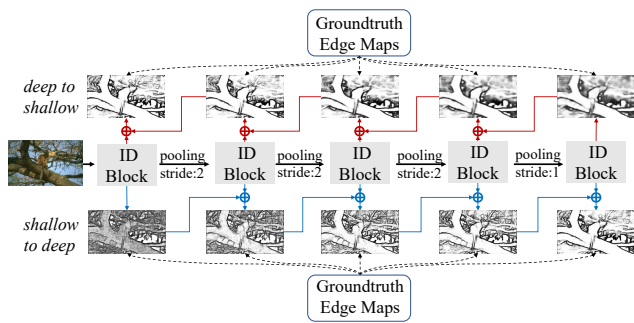 Groundtruth
Edge Maps
deep to
shallow
ID
Block
pooling
stride:2
ID
Block
pooling
stride:2
ID
Block
pooling
stride:2
ID
Block
pooling
stride:1
ID
Block
shallow
to deep
Groundtruth
Edge Maps